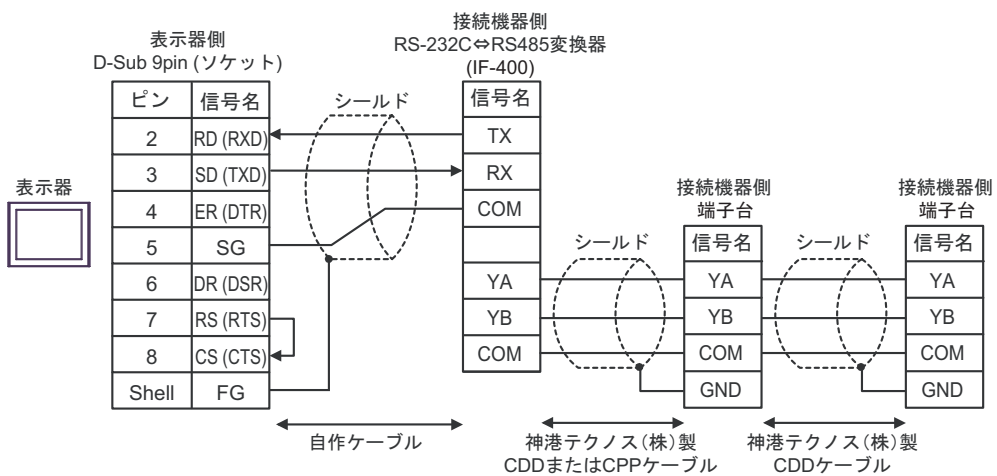 接続機器側
RS-232C⇔RS485変換器
(IF-400)
表示器側
D-Sub 9pin (ソケット)
ピン 信号名
2 RD (RXD)
3 SD (TXD)
4 ER (DTR)
5 SG
6 DR (DSR)
7 RS (RTS)
8 CS (CTS)
Shell FG
表示器
シールド
信号名
TX
RX
COM
YA
YB
COM
シールド
接続機器側
端子台
信号名
YA
YB
COM
GND
シールド
接続機器側
端子台
信号名
YA
YB
COM
GND
自作ケーブル
神港テクノス(株)製
CDDまたはCPPケーブル
神港テクノス(株)製
CDDケーブル